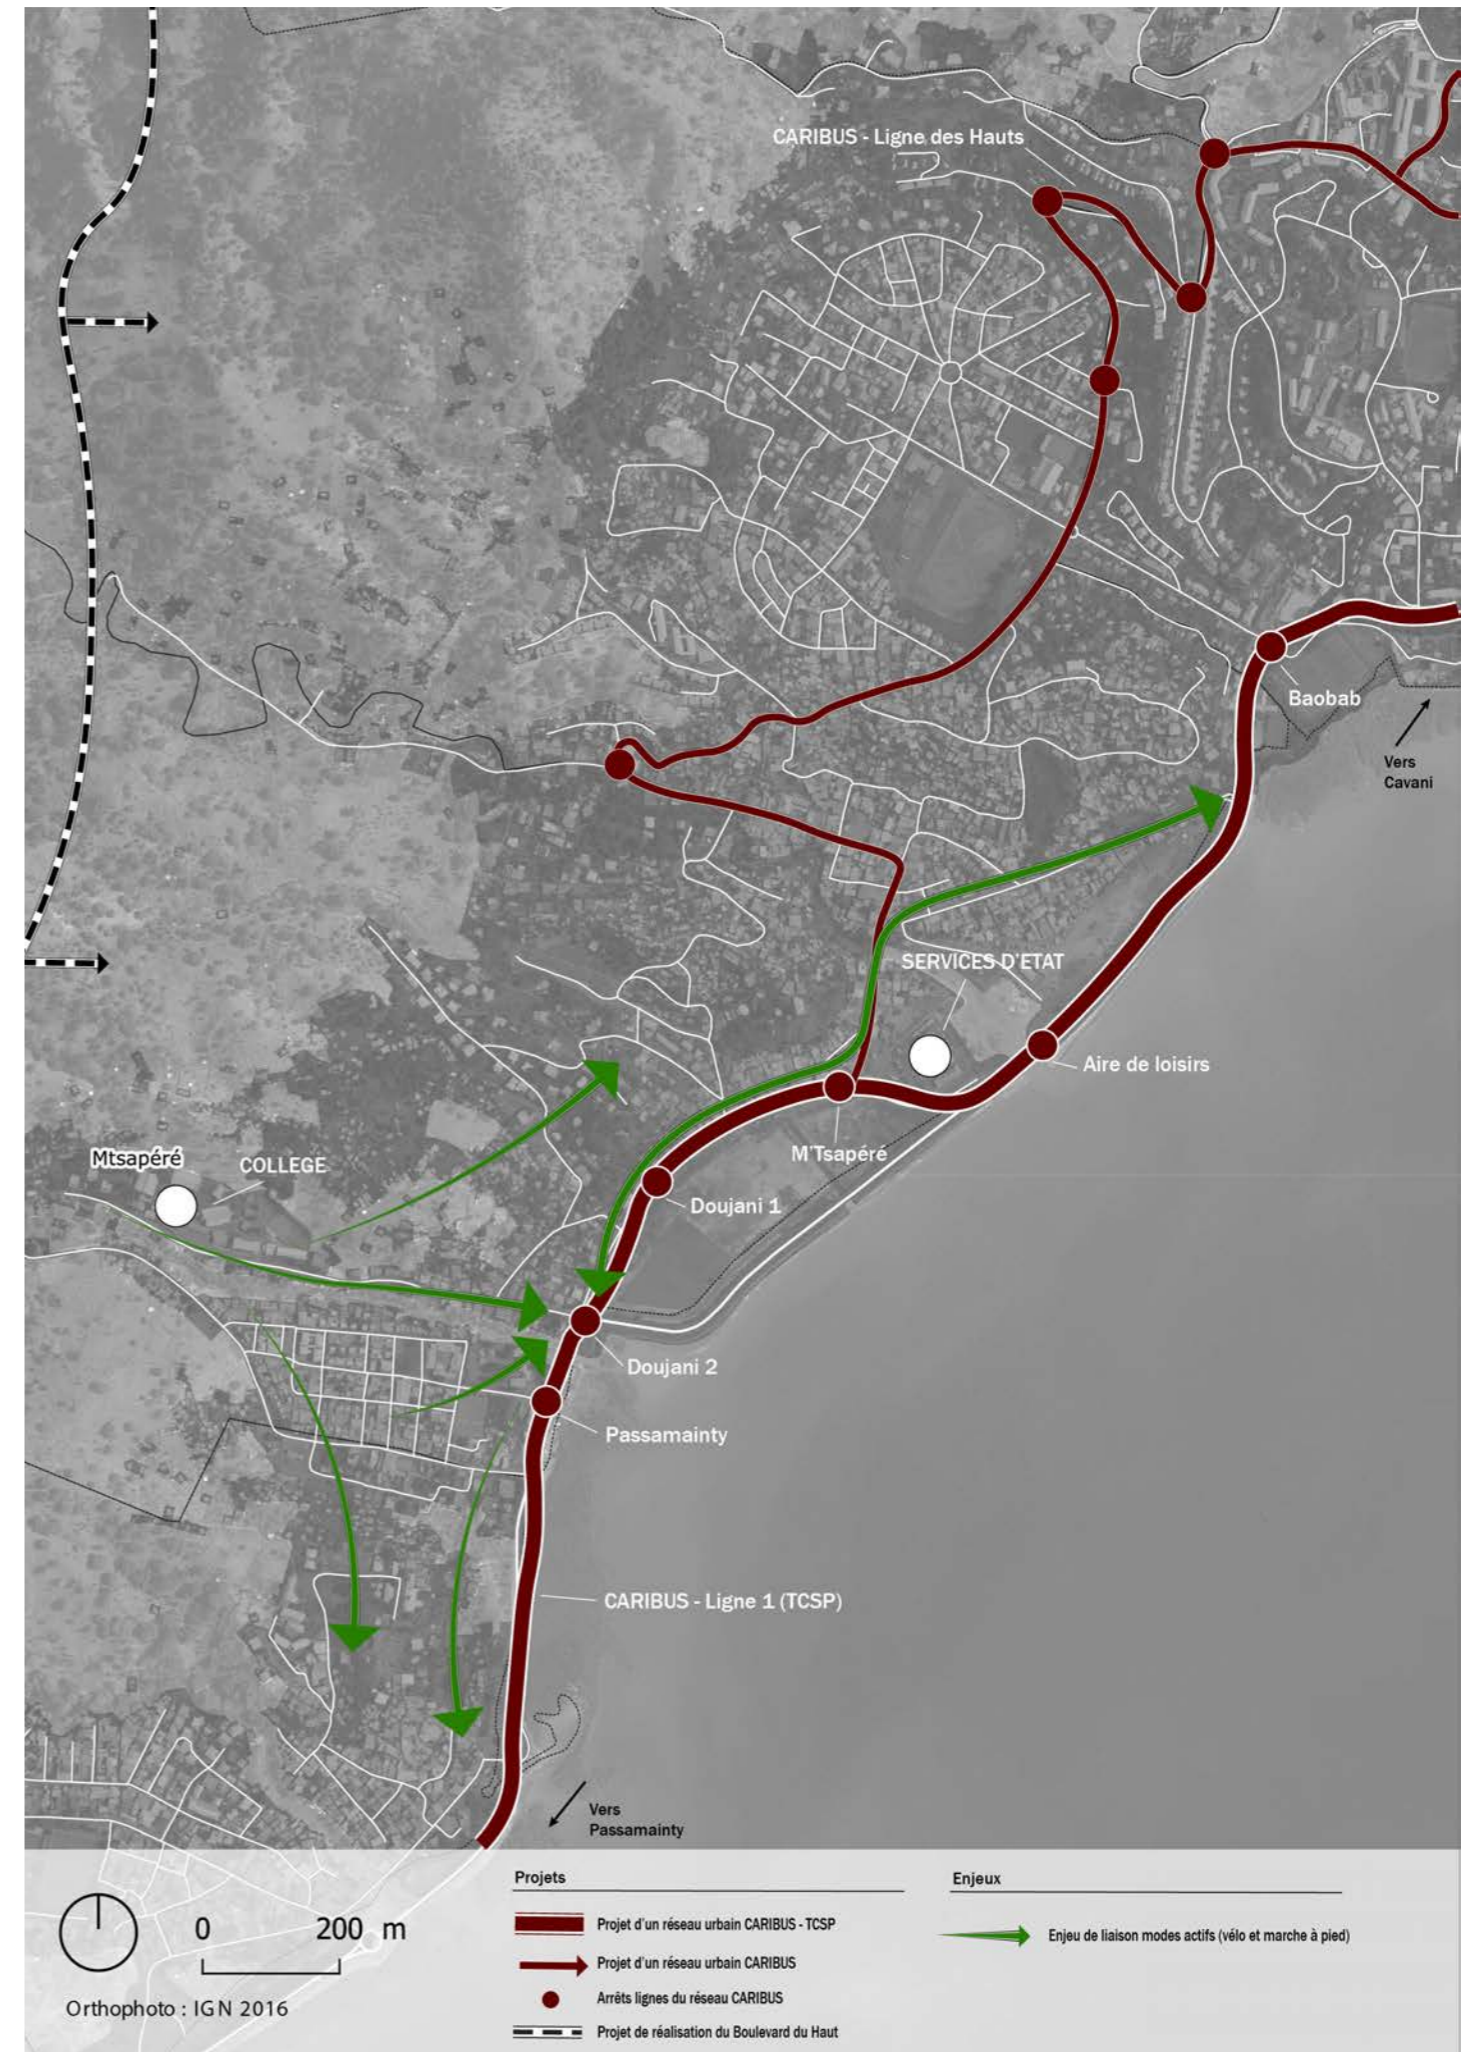 CARIBUS - Ligne des Hauts
Baobab
Vers
Cavani
SERVICES D'ETAT
Aire de loisirs
M'Tsapéré
Mtsapéré
COLLEGE
Doujani 1
Doujani 2
Passamainty
CARIBUS - Ligne 1 (TCSP)
Vers
Passamainty
0 200 m
Orthophoto : IGN 2016
Projets
Projet d'un réseau urbain CARIBUS - TCSP
Projet d'un réseau urbain CARIBUS
Arrêts lignes du réseau CARIBUS
Projet de réalisation du Boulevard du Haut
Enjeux
Enjeu de liaison modes actifs (vélo et marche à pied)